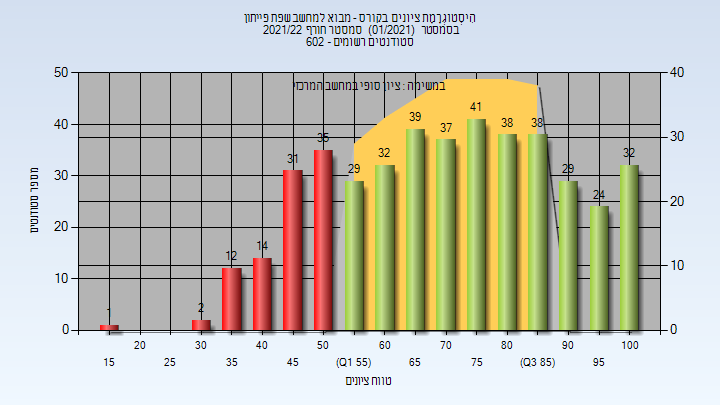 היסטוגרמת ציונים בקורס - מבוא למחשב שפת פייתון
בסמסטר (01/2021) סמסטר חורף 2021/22
סטודנטים רשומים - 602
במשימה : ציון סופי במחשב המרכזי
מספר סטודנטים
50
40
30
20
10
0
40
30
20
10
0
1 2 12 14 31 35 29 32 39 37 41 38 38 29 24 32
20 30 40 50 60 70 80 90 100
15 25 35 45 (Q1 55) 65 75 (Q3 85) 95
טווח ציונים